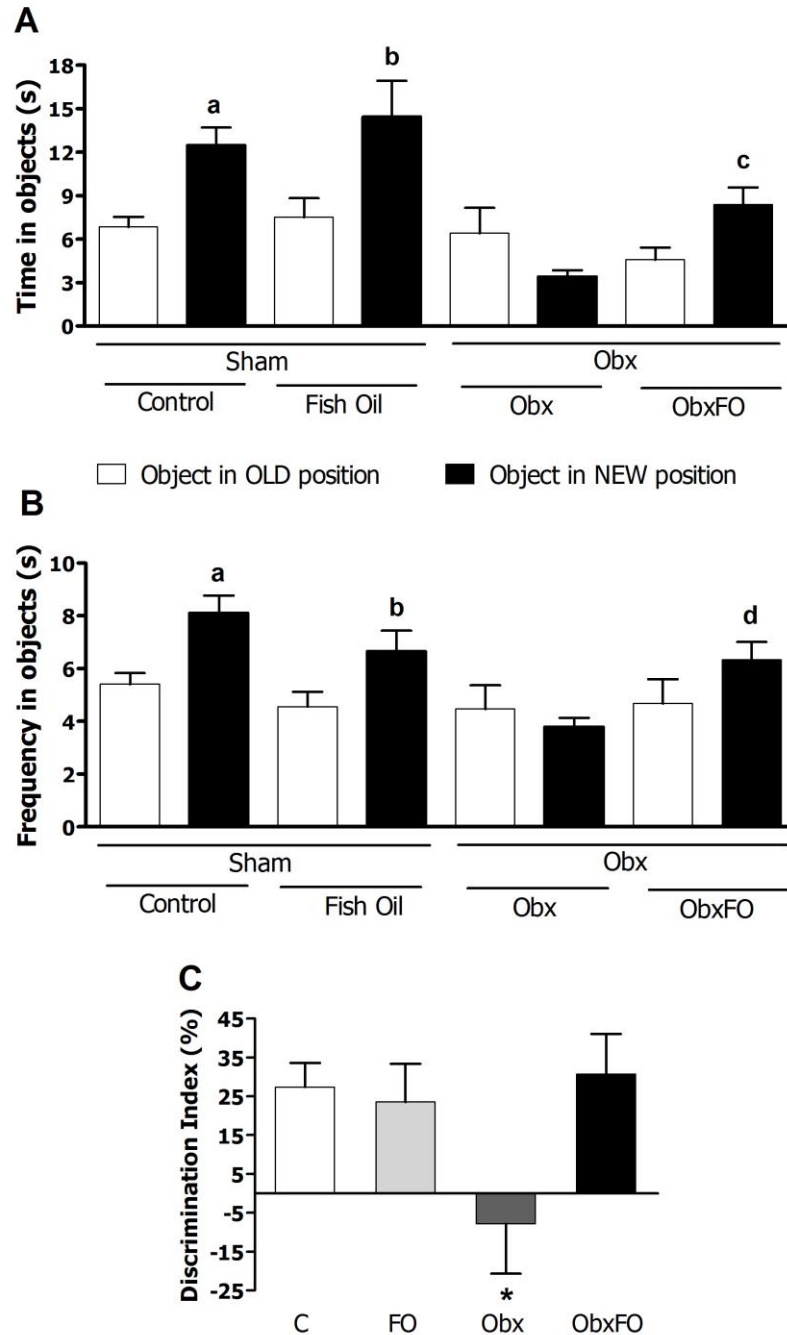 A
Time in objects (s)
18
15
12
9
6
3
0
a
b
c
Sham
Obx
Control
Fish Oil
Obx
ObxFO
Object in OLD position
Object in NEW position
B
Frequency in objects (s)
10
8
6
4
2
0
a
b
d
Sham
Obx
Control
Fish Oil
Obx
ObxFO
C
Discrimination Index (%)
45
35
25
15
5
-5
-15
-25
*
C
FO
Obx
ObxFO